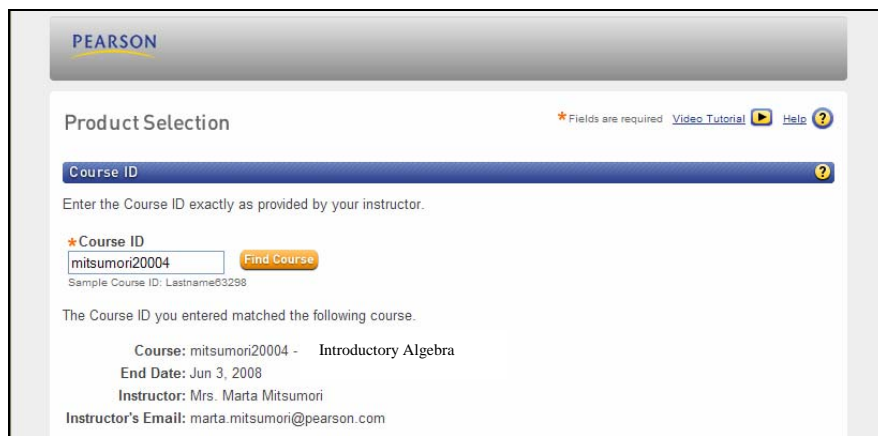 PEARSON
Product Selection
*Fields are required Video Tutorial Help ?
Course ID ?
Enter the Course ID exactly as provided by your instructor.
*Course ID
mitsumori20004 Find Course
Sample Course ID: Lastname63298
The Course ID you entered matched the following course.
Course: mitsumori20004 - Introductory Algebra
End Date: Jun 3, 2008
Instructor: Mrs. Marta Mitsumori
Instructor's Email: marta.mitsumori@pearson.com